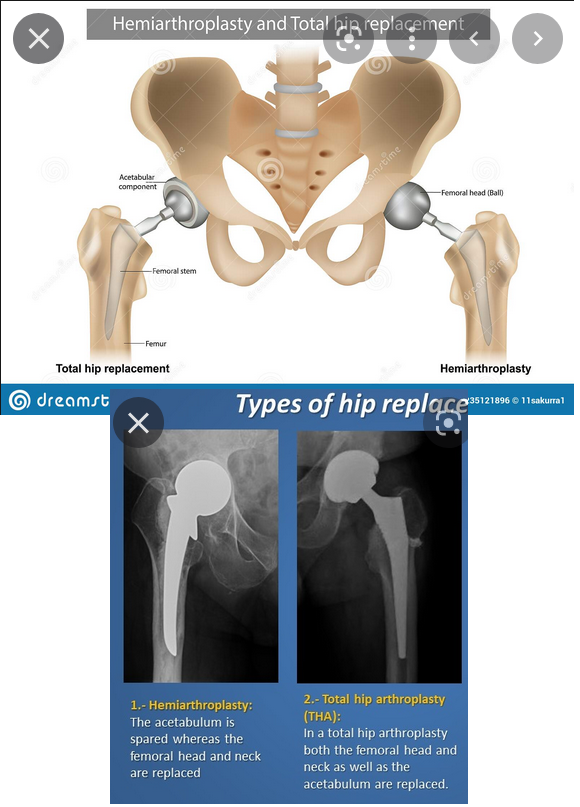 Hemiarthroplasty and Total hip replacement
Acetabular
component
Femoral head (Ball)
Femoral stem
Femur
Total hip replacement
Hemiarthroplasty
dreamst
35121896 © 11sakurra1
Types of hip replace
1.- Hemiarthroplasty:
The acetabulum is
spared whereas the
femoral head and neck
are replaced
2.- Total hip arthroplasty
(THA):
In a total hip arthroplasty
both the femoral head and
neck as well as the
acetabulum are replaced.